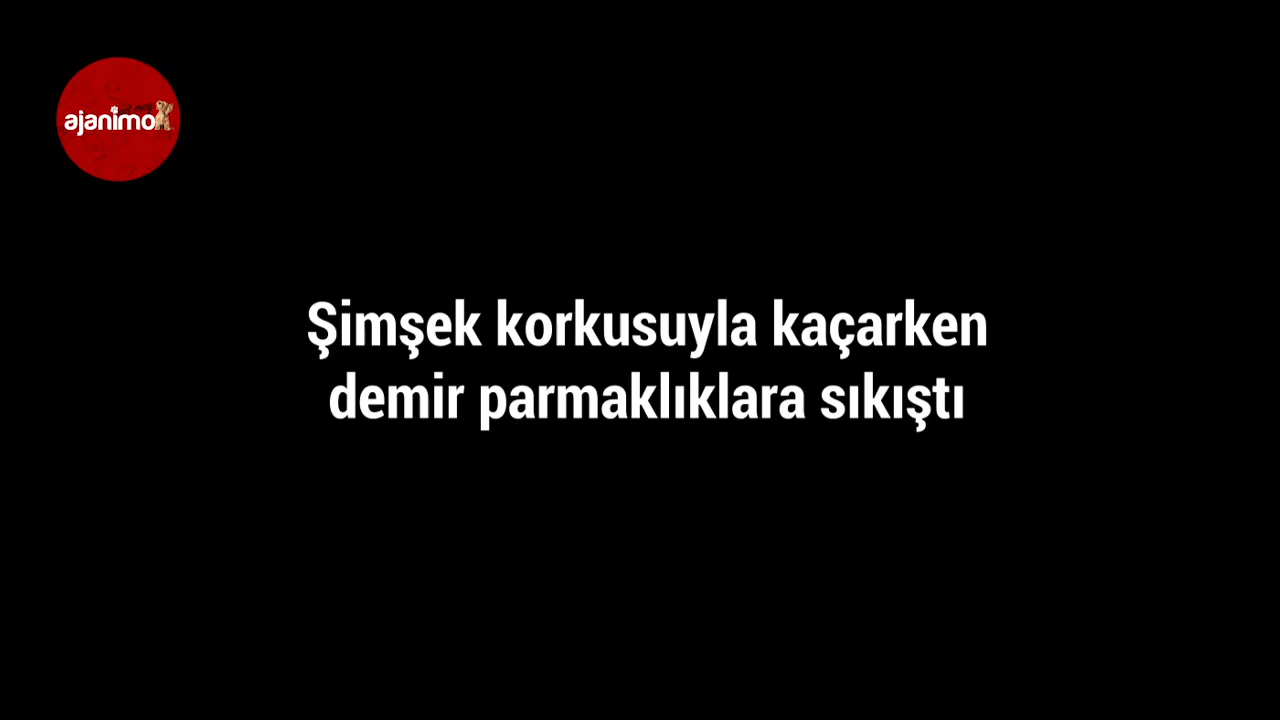 ajanimo
Şimşek korkusuyla kaçarken
demir parmaklıklara sıkıştı